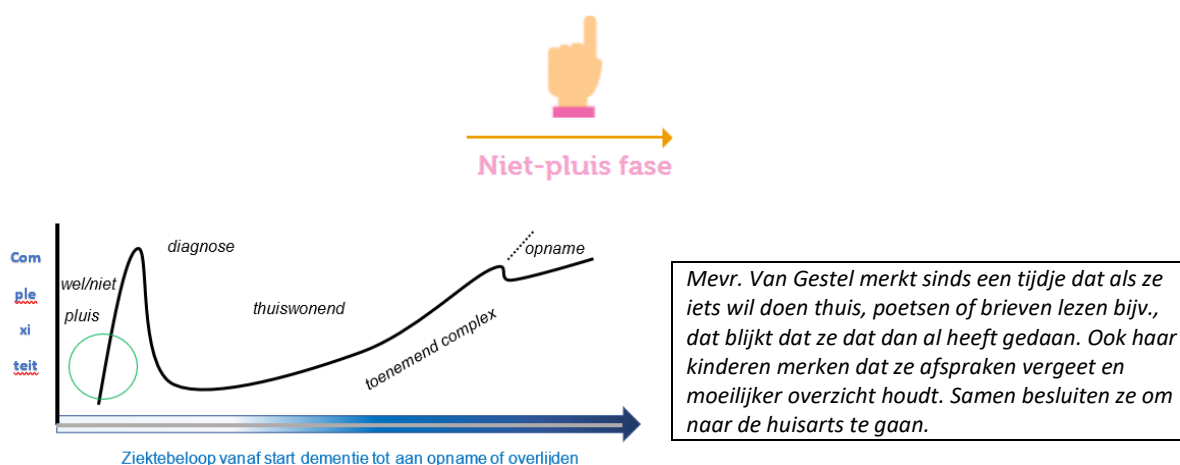 Niet-pluis fase
Com
ple
xi
teit
wel/niet
pluis
diagnose
thuiswonend
toenemend complex
opname
Ziektebeloop vanaf start dementie tot aan opname of overlijden
Mevr. Van Gestel merkt sinds een tijdje dat als ze
iets wil doen thuis, poetsen of brieven lezen bijv.,
dat blijkt dat ze dat dan al heeft gedaan. Ook haar
kinderen merken dat ze afspraken vergeet en
moeilijker overzicht houdt. Samen besluiten ze om
naar de huisarts te gaan.